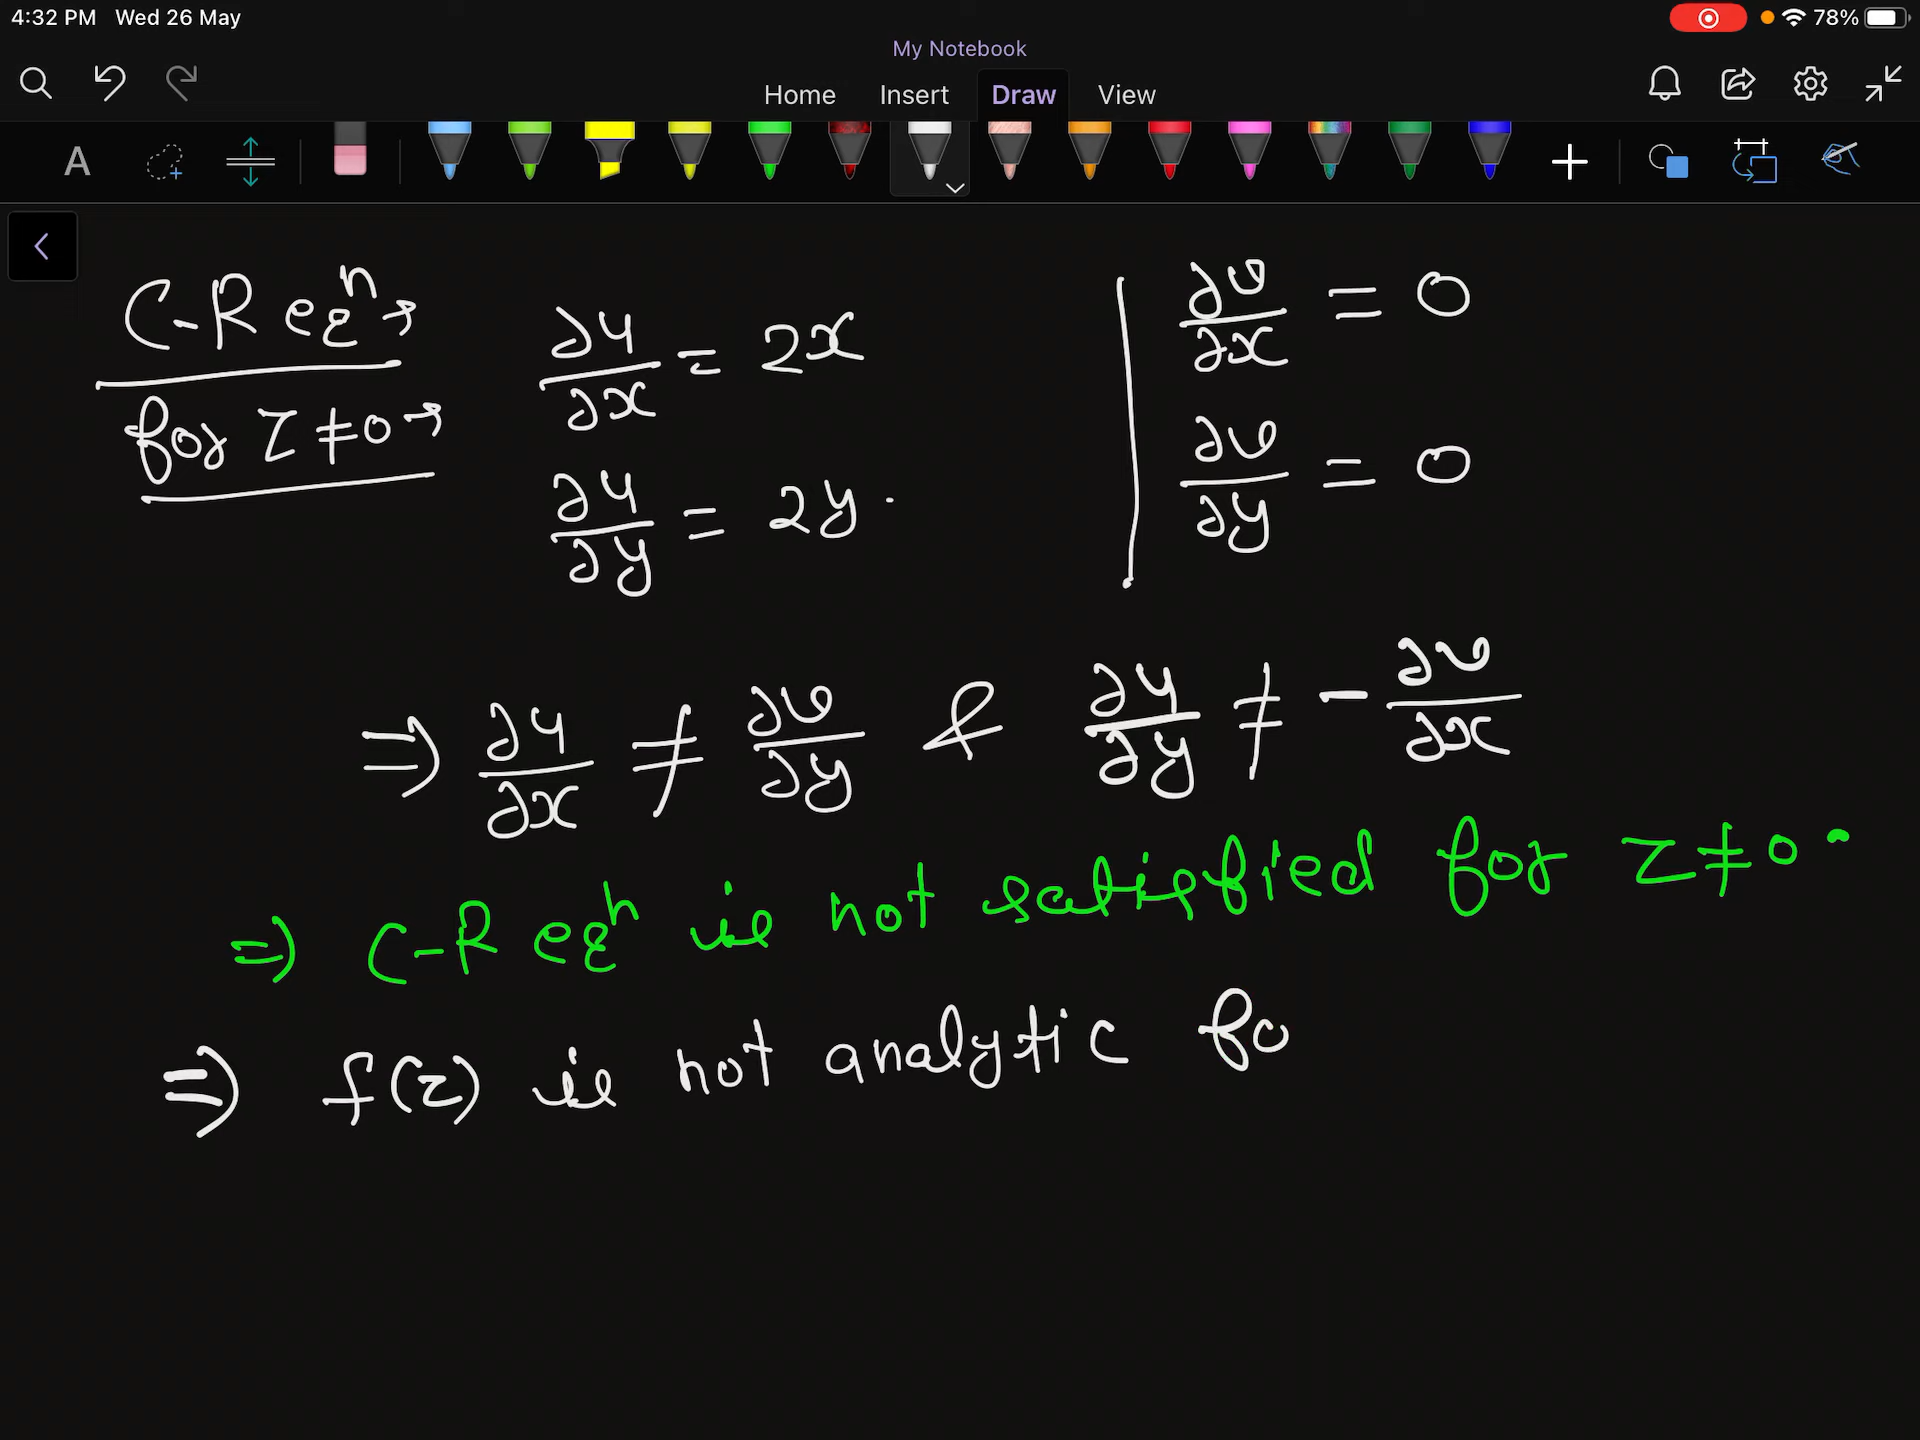 4:32 PM Wed 26 May
78%
My Notebook
Home Insert Draw View
A
C-R eqⁿ→
∂u/∂x = 2x
∂v/∂x = 0
for z ≠ 0 →
∂u/∂y = 2y.
∂v/∂y = 0
⇒ ∂u/∂x ≠ ∂v/∂y & ∂u/∂y ≠ - ∂v/∂x
⇒ C-R eqⁿ is not satisfied for z ≠ 0.
⇒ f(z) is not analytic fo